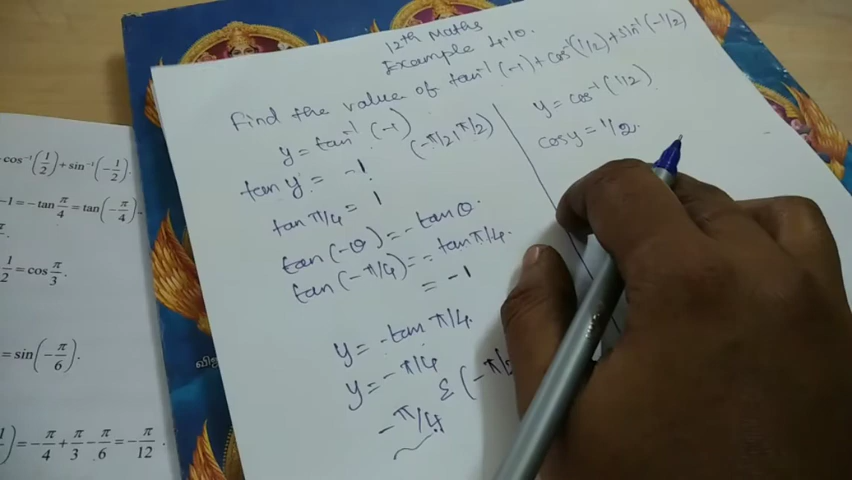 12th Maths
Example 4.10.
Find the value of tan⁻¹ (-1) + cos⁻¹ (1/2) + sin⁻¹ (-1/2)
y = tan⁻¹ (-1) (-π/2, π/2)
tan y = -1.
tan π/4 = 1
tan (-θ) = - tan θ.
tan (-π/4) = - tan π/4.
= -1
y = - tan π/4.
y = - π/4
Σ (-π/2
- π/4
y = cos⁻¹ (1/2)
cos y = 1/2.
cos⁻¹(1/2) + sin⁻¹(-1/2).
-1 = -tan π/4 = tan(-π/4).
1/2 = cos π/3.
= sin(-π/6).
) = -π/4 + π/3 - π/6 = -π/12.